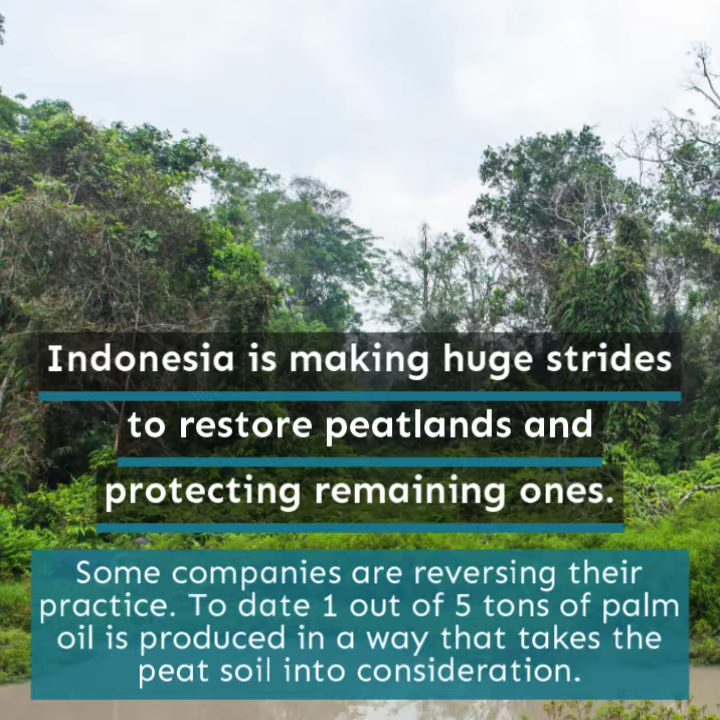 Indonesia is making huge strides
to restore peatlands and
protecting remaining ones.
Some companies are reversing their
practice. To date 1 out of 5 tons of palm
oil is produced in a way that takes the
peat soil into consideration.